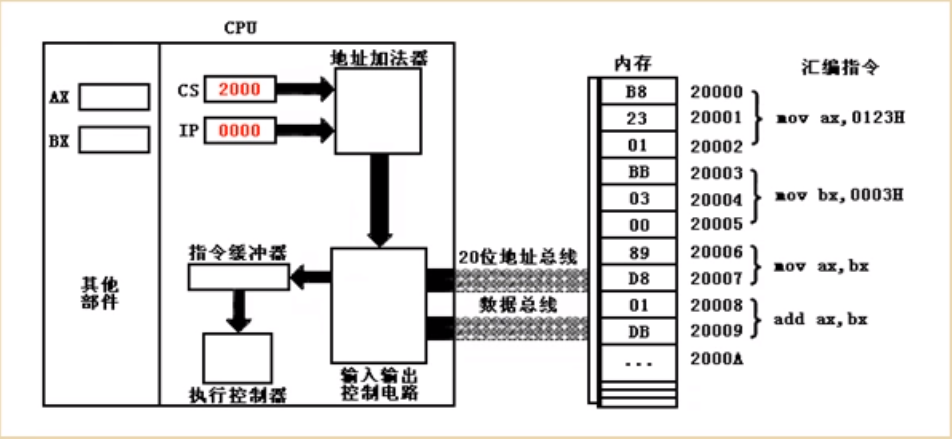 CPU
地址加法器
CS 2000
IP 0000
AX
BX
其他
部件
指令缓冲器
执行控制器
输入输出
控制电路
20位地址总线
数据总线
内存
汇编指令
B8 20000
23 20001
01 20002
mov ax,0123H
BB 20003
03 20004
00 20005
mov bx,0003H
89 20006
D8 20007
mov ax,bx
01 20008
DB 20009
add ax,bx
... 2000A